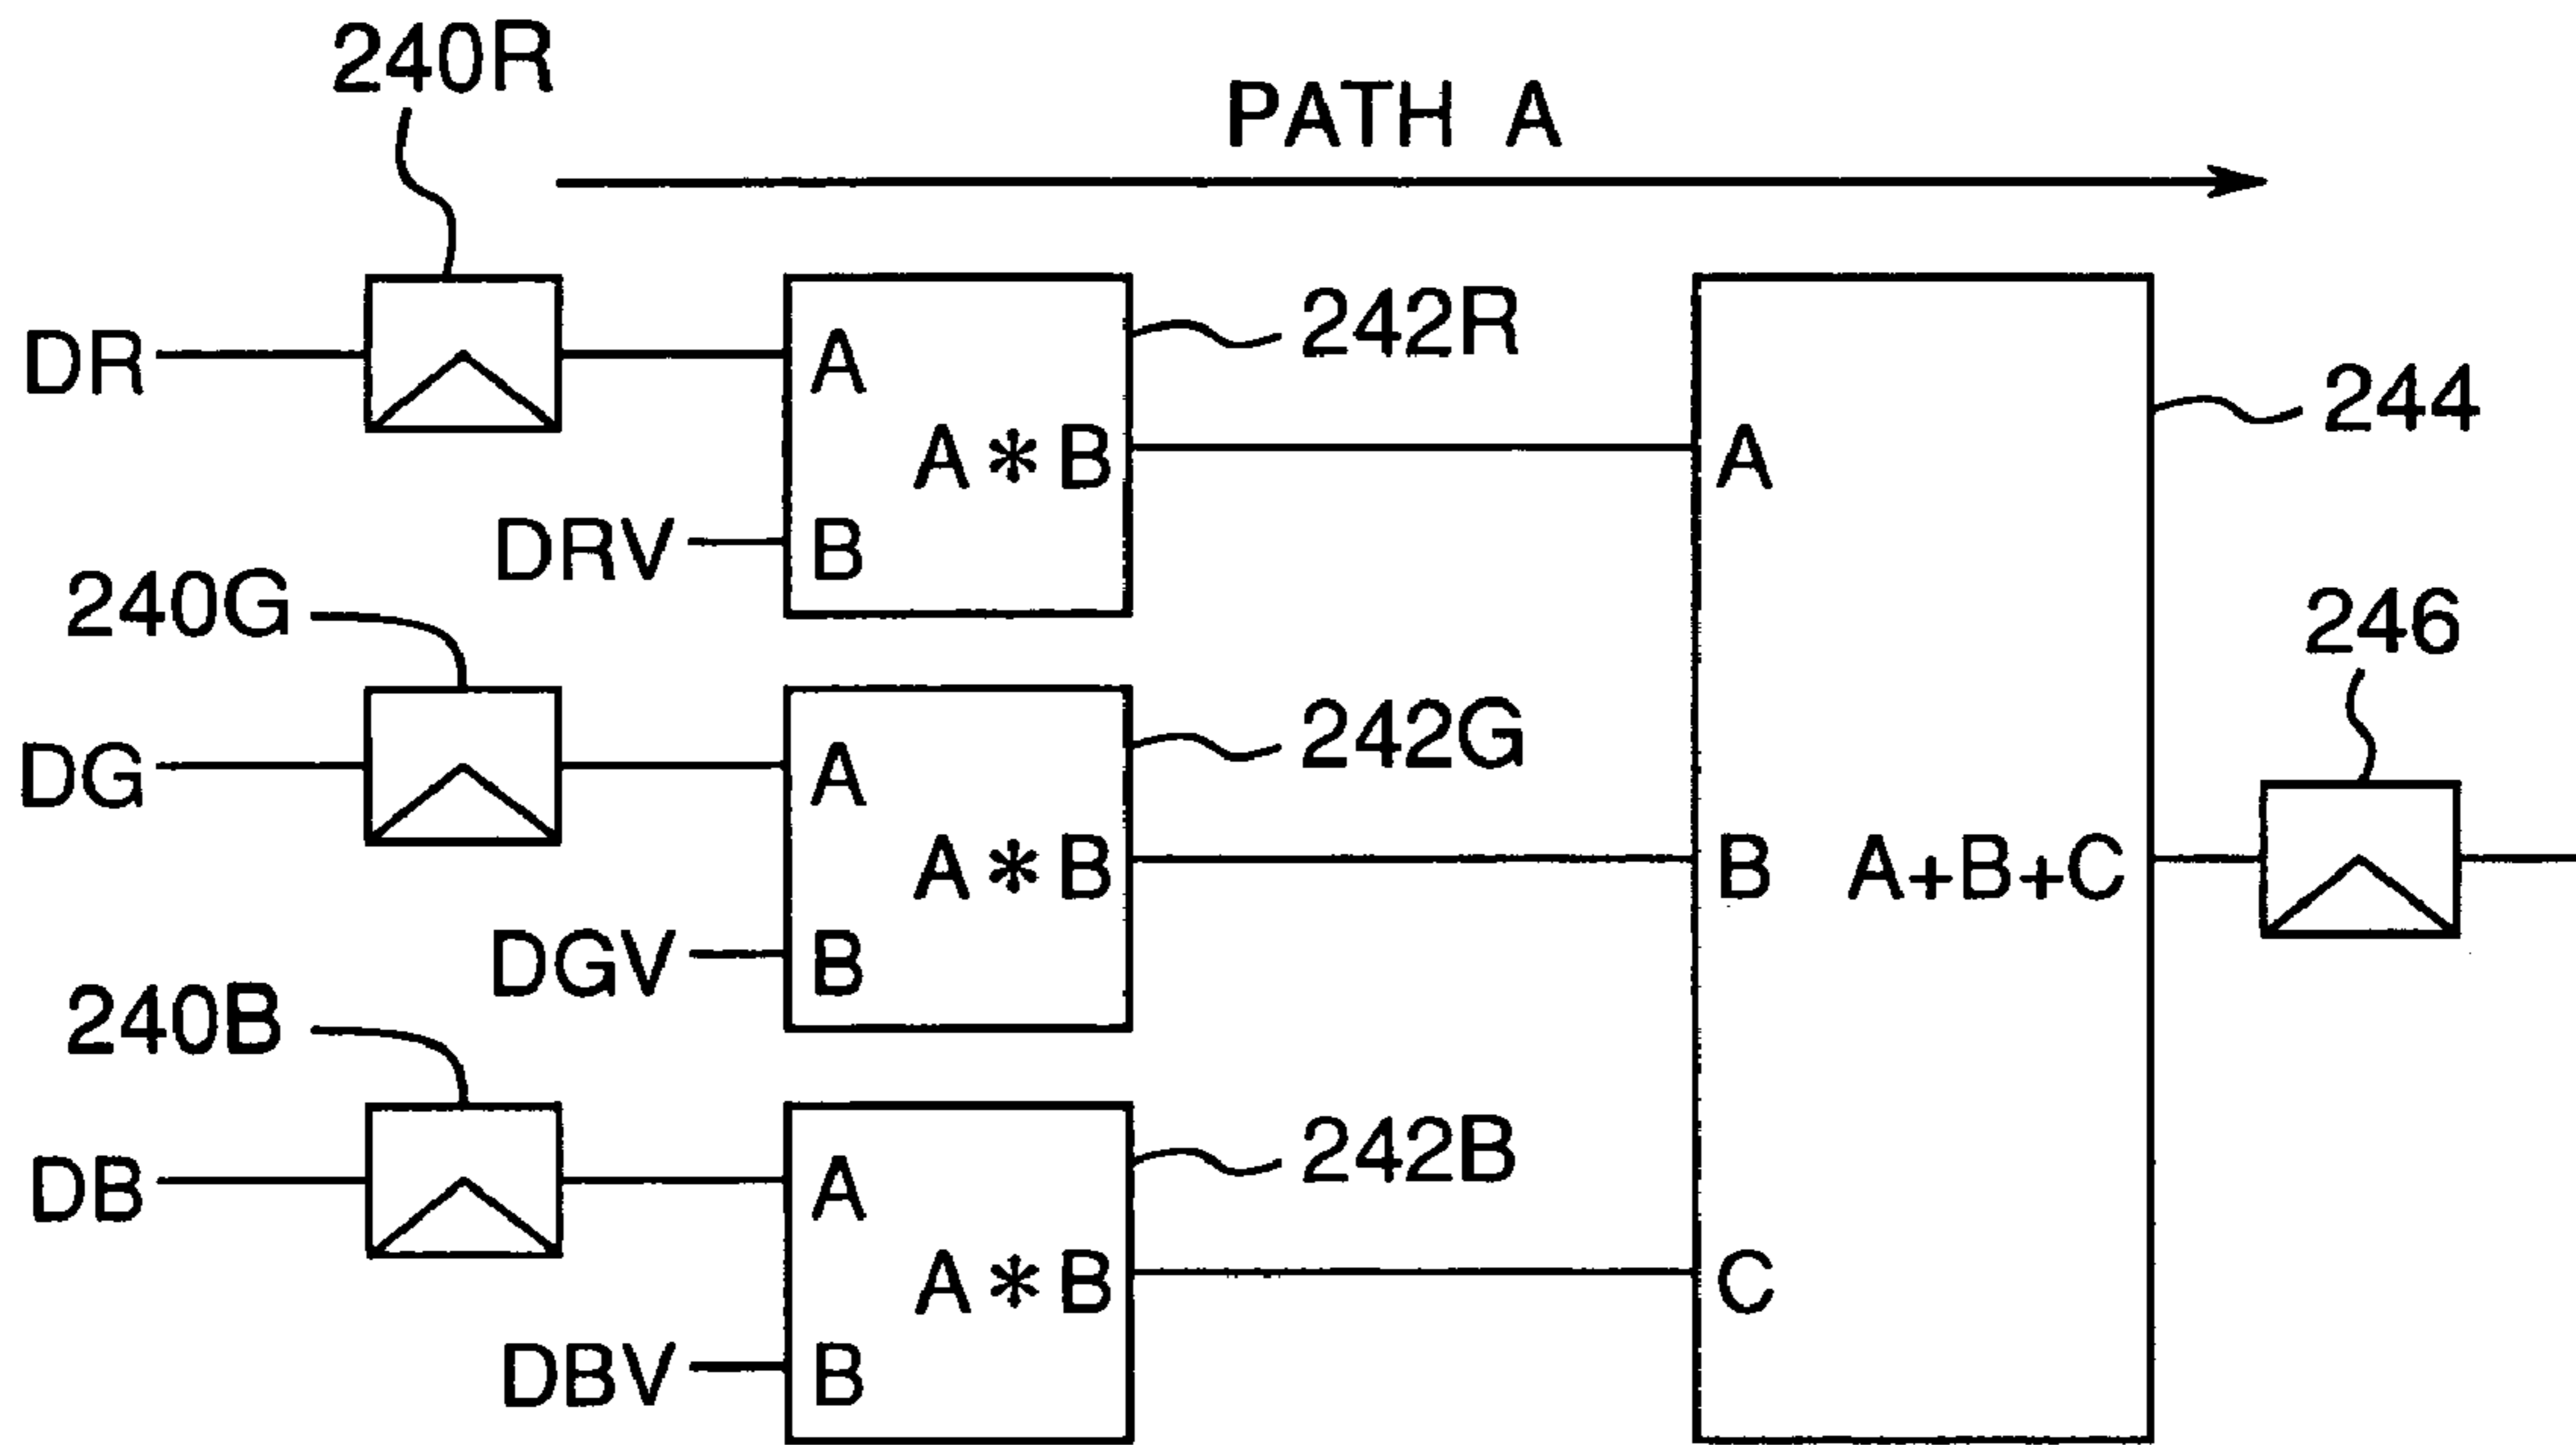 240R
PATH A
DR
A
A * B
B
DRV
242R
A
244
240G
DG
A
A * B
B
DGV
242G
B
A+B+C
246
240B
DB
A
A * B
B
DBV
242B
C